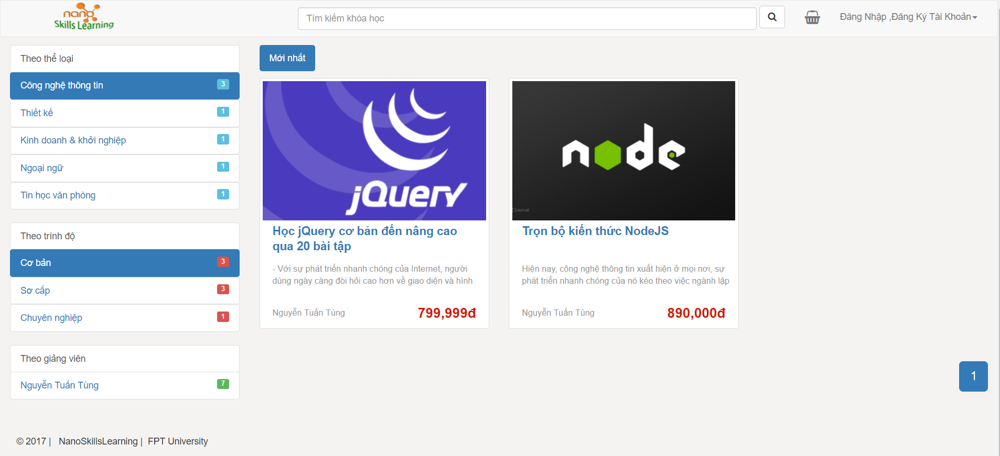 nano
Skills Learning
Tìm kiếm khóa học
Đăng Nhập ,Đăng Ký Tài Khoản
Theo thể loại
Công nghệ thông tin 3
Thiết kế 1
Kinh doanh & khởi nghiệp 1
Ngoại ngữ 1
Tin học văn phòng 1
Theo trình độ
Cơ bản 3
Sơ cấp 3
Chuyên nghiệp 1
Theo giảng viên
Nguyễn Tuấn Tùng 7
Mới nhất
jQuery
Học jQuery cơ bản đến nâng cao
qua 20 bài tập
- Với sự phát triển nhanh chóng của Internet, người
dùng ngày càng đòi hỏi cao hơn về giao diện và hình
Nguyễn Tuấn Tùng 799,999đ
node
Edumall
Trọn bộ kiến thức NodeJS
Hiện nay, công nghệ thông tin xuất hiện ở mọi nơi, sự
phát triển nhanh chóng của nó kéo theo việc ngành lập
Nguyễn Tuấn Tùng 890,000đ
1
© 2017 | NanoSkillsLearning | FPT University